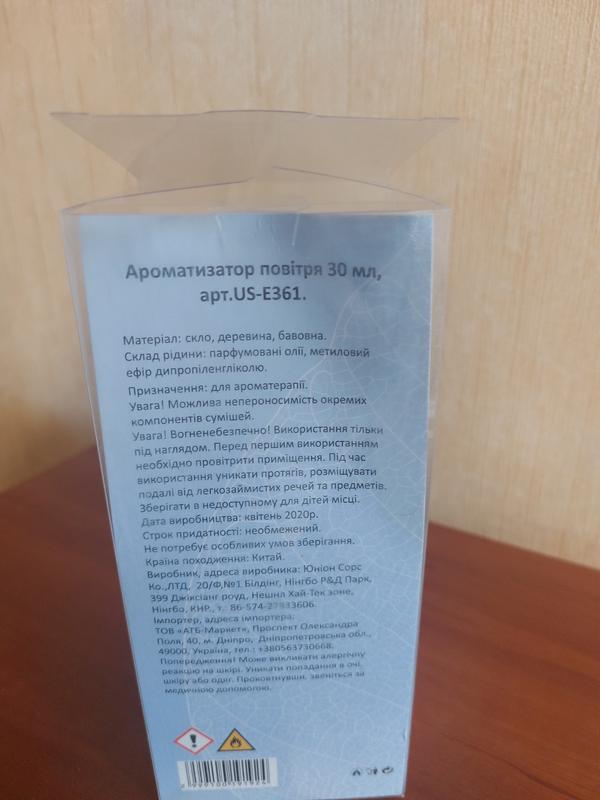 Ароматизатор повітря 30 мл,
арт.US-E361.
Матеріал: скло, деревина, бавовна.
Склад рідини: парфумовані олії, метиловий
ефір дипропіленгліколю.
Призначення: для ароматерапії.
Увага! Можлива непероносимість окремих
компонентів сумішей.
Увага! Вогненебезпечно! Використання тільки
під наглядом. Перед першим використанням
необхідно провітрити приміщення. Під час
використання уникати протягів, розміщувати
подалі від легкозаймистих речей та предметів.
Зберігати в недоступному для дітей місці.
Дата виробництва: квітень 2020р.
Строк придатності: необмежений.
Не потребує особливих умов зберігання.
Країна походження: Китай.
Виробник, адреса виробника: Юніон Сорс
Ко.,ЛТД, 20/Ф,№1 Білдінг, Нінгбо Р&Д Парк,
399 Джіксіанг роуд, Нешнл Хай-Тек зоне,
Нінгбо, КНР., т. 86-574-27833606.
Імпортер, адреса імпортера:
ТОВ «АТБ-Маркет», Проспект Олександра
Поля, 40, м. Дніпро, Дніпропетровська обл.,
49000, Україна, тел.: +380563730668.
Попередження! Може викликати алергічну
реакцію на шкірі. Уникати попадання в очі,
шкіру або одяг. Проковтнувши, зверніться за
медичною допомогою.